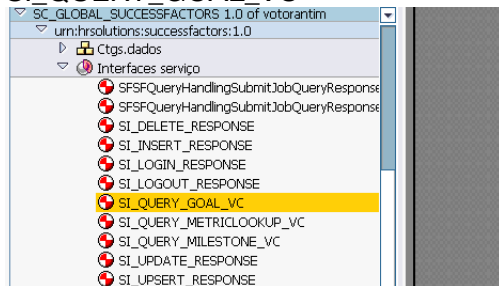 SI_QUERY_GOAL_VC
SC_GLOBAL_SUCCESSFACTORS 1.0 of votorantim
urn:hrsolutions:successfactors:1.0
Ctgs.dados
Interfaces serviço
SFSFQueryHandlingSubmitJobQueryResponse
SFSFQueryHandlingSubmitJobQueryResponse
SI_DELETE_RESPONSE
SI_INSERT_RESPONSE
SI_LOGIN_RESPONSE
SI_LOGOUT_RESPONSE
SI_QUERY_GOAL_VC
SI_QUERY_METRICLOOKUP_VC
SI_QUERY_MILESTONE_VC
SI_UPDATE_RESPONSE
SI_UPSERT_RESPONSE